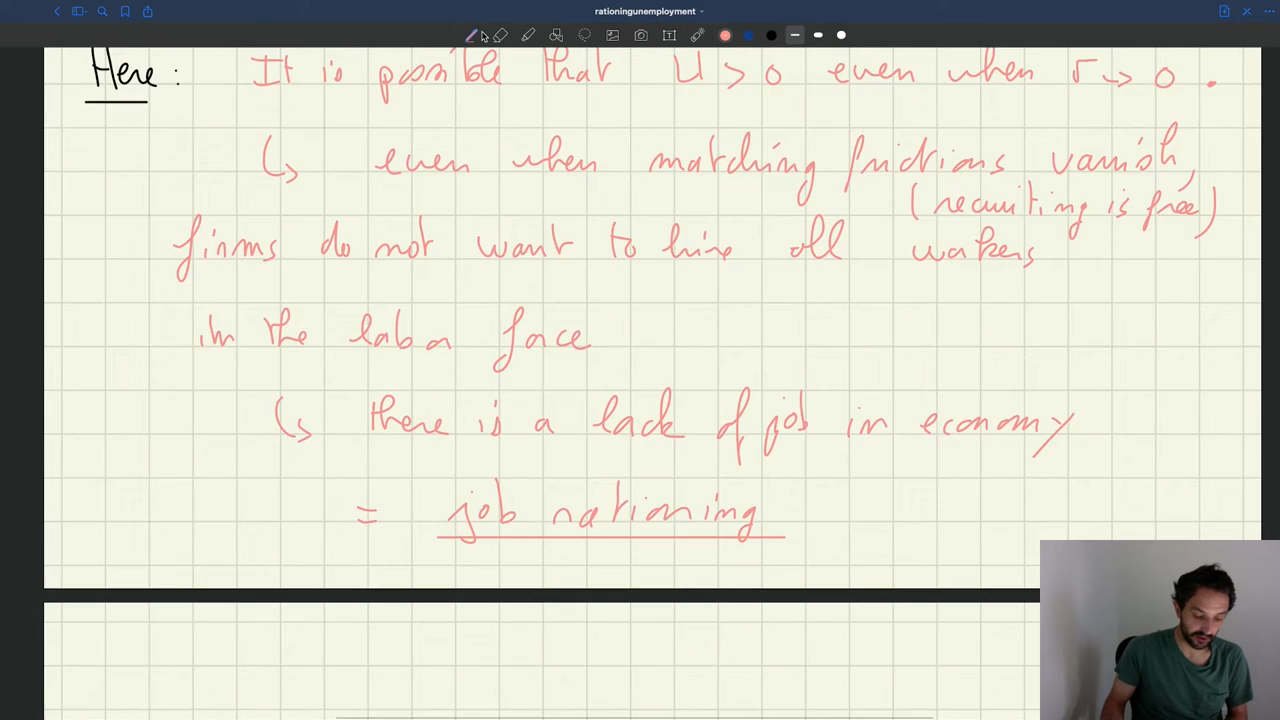 rationingunemployment
Here: It is possible that U > 0 even when r → 0.
↳ even when matching frictions vanish,
(recruiting is free)
firms do not want to hire all workers
in the labor force
↳ there is a lack of job in economy
= job rationing